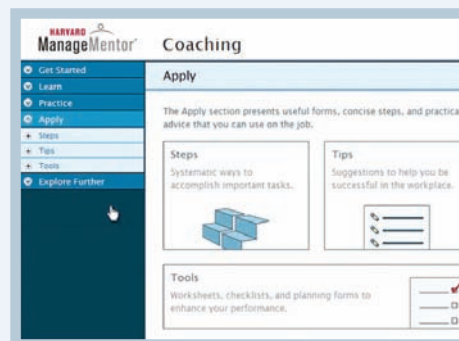 HARVARD
ManageMentor
Coaching
Get Started
Learn
Practice
Apply
Steps
Tips
Tools
Explore Further
Apply
The Apply section presents useful forms, concise steps, and practica
advice that you can use on the job.
Steps
Systematic ways to
accomplish important tasks.
Tips
Suggestions to help you be
successful in the workplace.
Tools
Worksheets, checklists, and planning forms to
enhance your performance.